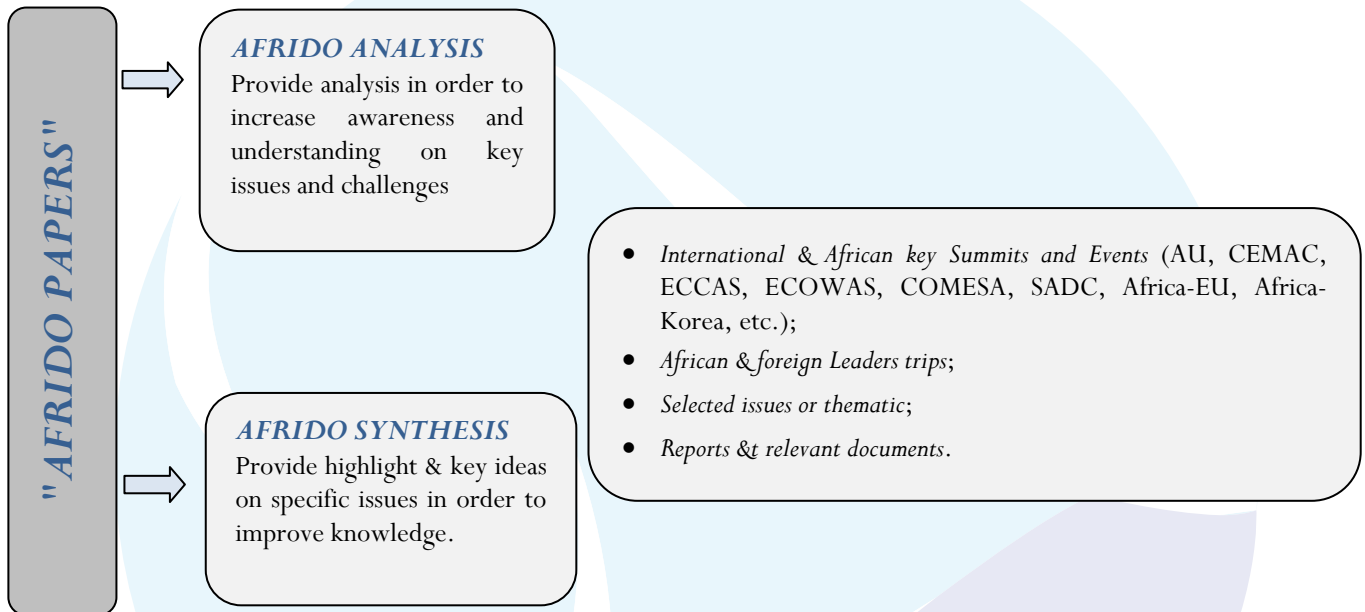 "AFRIDO PAPERS"
AFRIDO ANALYSIS
Provide analysis in order to
increase awareness and
understanding on key
issues and challenges
AFRIDO SYNTHESIS
Provide highlight & key ideas
on specific issues in order to
improve knowledge.
• International & African key Summits and Events (AU, CEMAC,
ECCAS, ECOWAS, COMESA, SADC, Africa-EU, Africa-
Korea, etc.);
• African & foreign Leaders trips;
• Selected issues or thematic;
• Reports &t relevant documents.